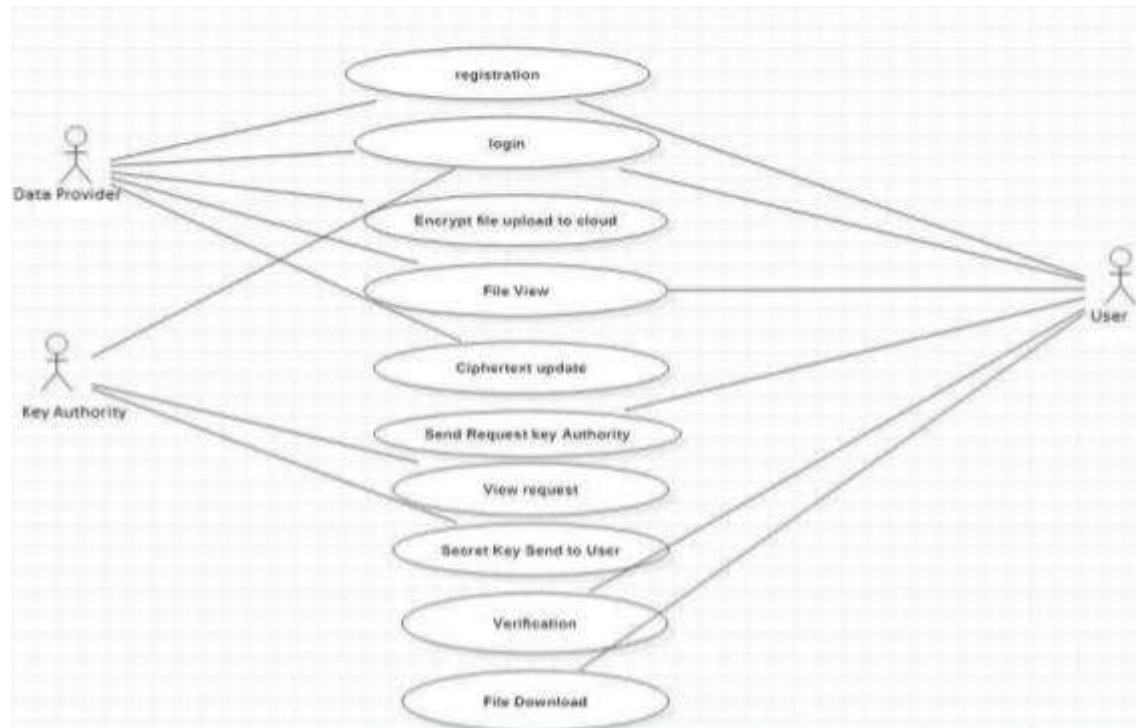 registration
login
Data Provider
Encrypt file upload to cloud
File View
User
Ciphertext update
Key Authority
Send Request key Authority
View request
Secret Key Send to User
Verification
File Download